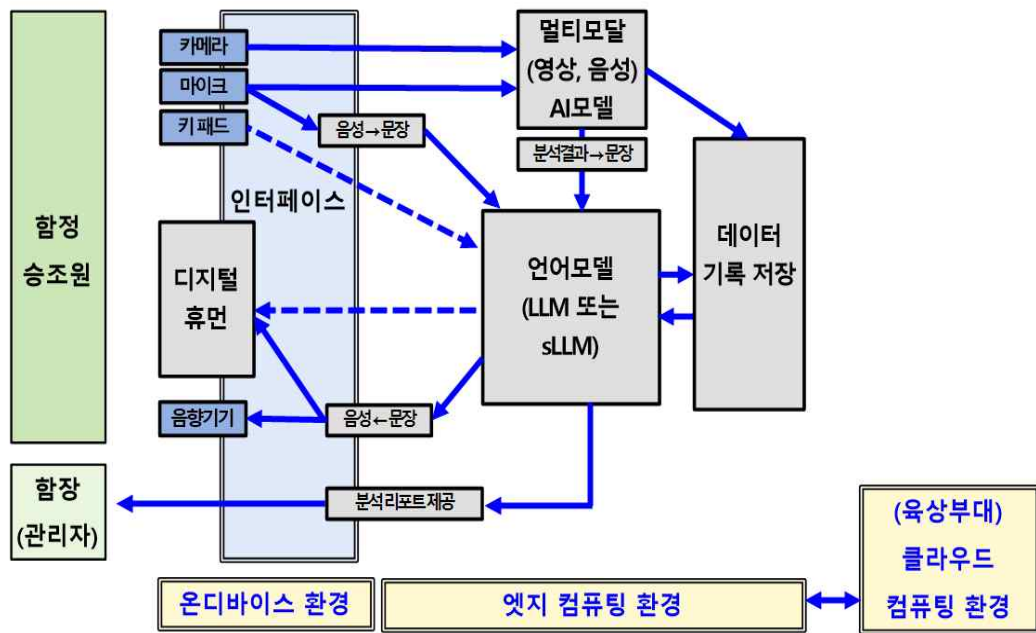 카메라
마이크
키 패드
음성→문장
멀티모달
(영상, 음성)
AI모델
분석결과→문장
인터페이스
함정
승조원
디지털
휴먼
언어모델
(LLM 또는
sLLM)
데이터
기록 저장
음향기기
음성←문장
함장
(관리자)
분석리포트제공
(육상부대)
클라우드
컴퓨팅 환경
온디바이스 환경
엣지 컴퓨팅 환경